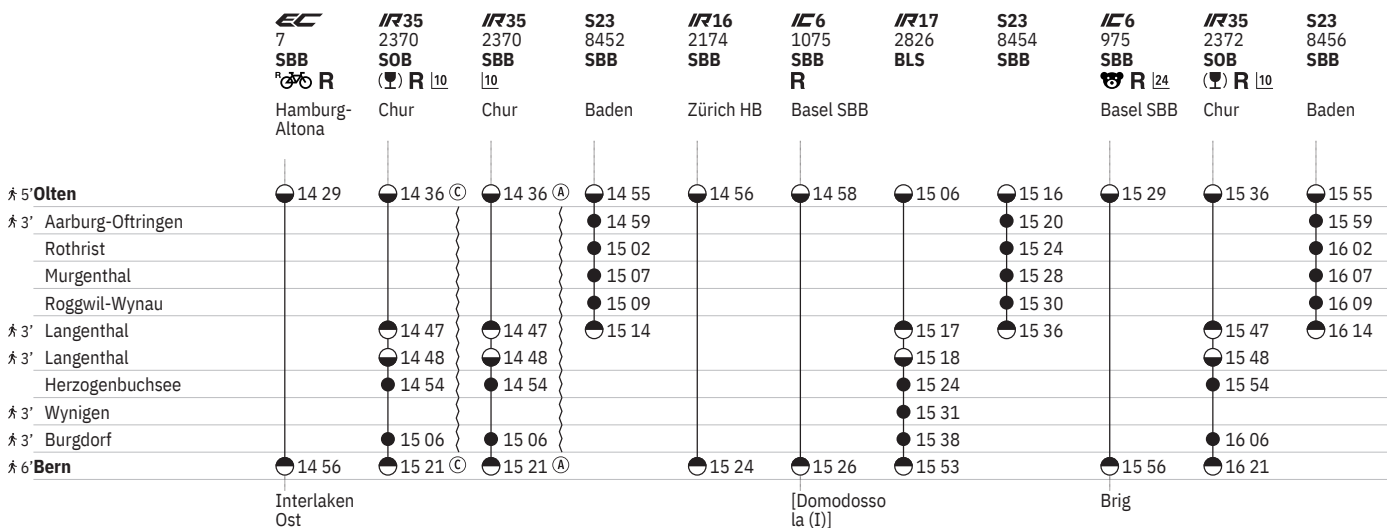 EC IR35 IR35 S23 IR16 IC6 IR17 S23 IC6 IR35 S23
7 2370 2370 8452 2174 1075 2826 8454 975 2372 8456
SBB SOB SBB SBB SBB SBB BLS SBB SBB SOB SBB
R R R 10 10 R R 24 R 10
Hamburg- Chur Chur Baden Zürich HB Basel SBB Basel SBB Chur Baden
Altona
5' Olten 14 29 14 36 C 14 36 A 14 55 14 56 14 58 15 06 15 16 15 29 15 36 15 55
3' Aarburg-Oftringen 14 59 15 20 15 59
Rothrist 15 02 15 24 16 02
Murgenthal 15 07 15 28 16 07
Roggwil-Wynau 15 09 15 30 16 09
3' Langenthal 14 47 14 47 15 14 15 17 15 36 15 47 16 14
3' Langenthal 14 48 14 48 15 18 15 48
Herzogenbuchsee 14 54 14 54 15 24 15 54
3' Wynigen 15 31
3' Burgdorf 15 06 15 06 15 38 16 06
6' Bern 14 56 15 21 C 15 21 A 15 24 15 26 15 53 15 56 16 21
Interlaken [Domodosso Brig
Ost la (I)]